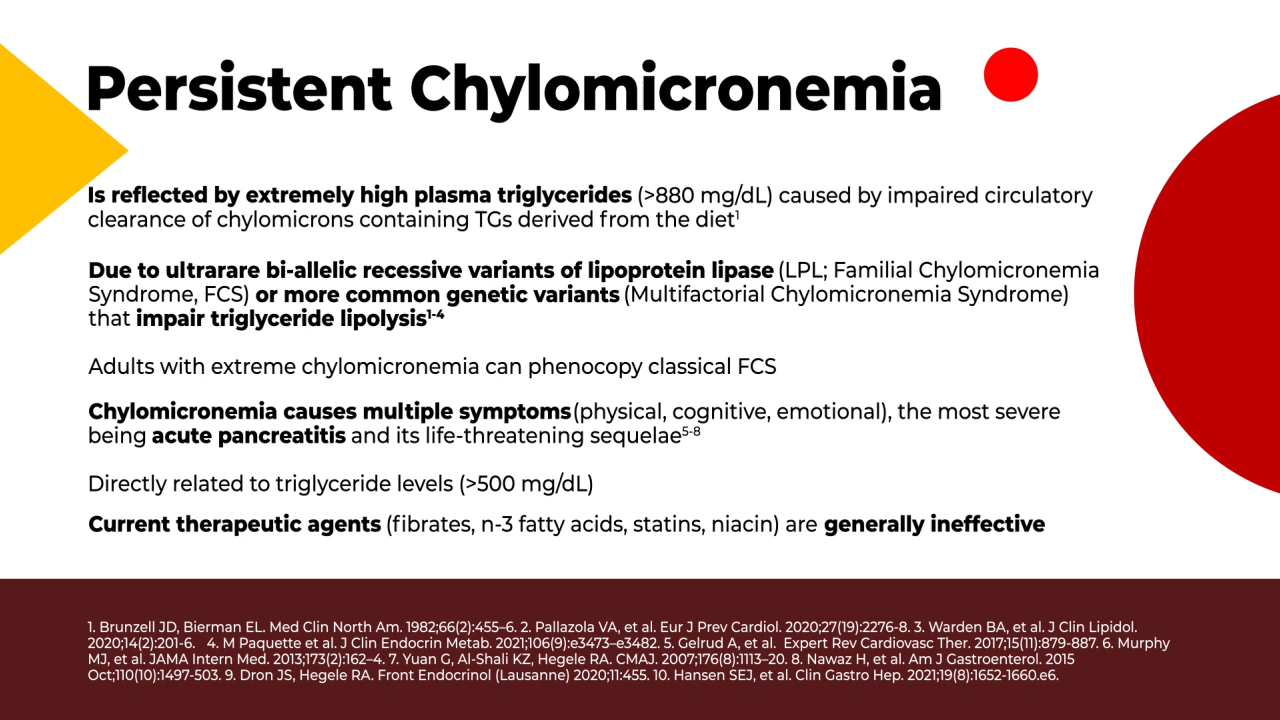 Persistent Chylomicronemia
Is reflected by extremely high plasma triglycerides (>880 mg/dL) caused by impaired circulatory
clearance of chylomicrons containing TGs derived from the diet¹
Due to ultrarare bi-allelic recessive variants of lipoprotein lipase (LPL; Familial Chylomicronemia
Syndrome, FCS) or more common genetic variants (Multifactorial Chylomicronemia Syndrome)
that impair triglyceride lipolysis¹⁻⁴
Adults with extreme chylomicronemia can phenocopy classical FCS
Chylomicronemia causes multiple symptoms (physical, cognitive, emotional), the most severe
being acute pancreatitis and its life-threatening sequelae⁵⁻⁸
Directly related to triglyceride levels (>500 mg/dL)
Current therapeutic agents (fibrates, n-3 fatty acids, statins, niacin) are generally ineffective
1. Brunzell JD, Bierman EL. Med Clin North Am. 1982;66(2):455–6. 2. Pallazola VA, et al. Eur J Prev Cardiol. 2020;27(19):2276-8. 3. Warden BA, et al. J Clin Lipidol.
2020;14(2):201-6. 4. M Paquette et al. J Clin Endocrin Metab. 2021;106(9):e3473–e3482. 5. Gelrud A, et al. Expert Rev Cardiovasc Ther. 2017;15(11):879-887. 6. Murphy
MJ, et al. JAMA Intern Med. 2013;173(2):162–4. 7. Yuan G, Al-Shali KZ, Hegele RA. CMAJ. 2007;176(8):1113–20. 8. Nawaz H, et al. Am J Gastroenterol. 2015
Oct;110(10):1497-503. 9. Dron JS, Hegele RA. Front Endocrinol (Lausanne) 2020;11:455. 10. Hansen SEJ, et al. Clin Gastro Hep. 2021;19(8):1652-1660.e6.